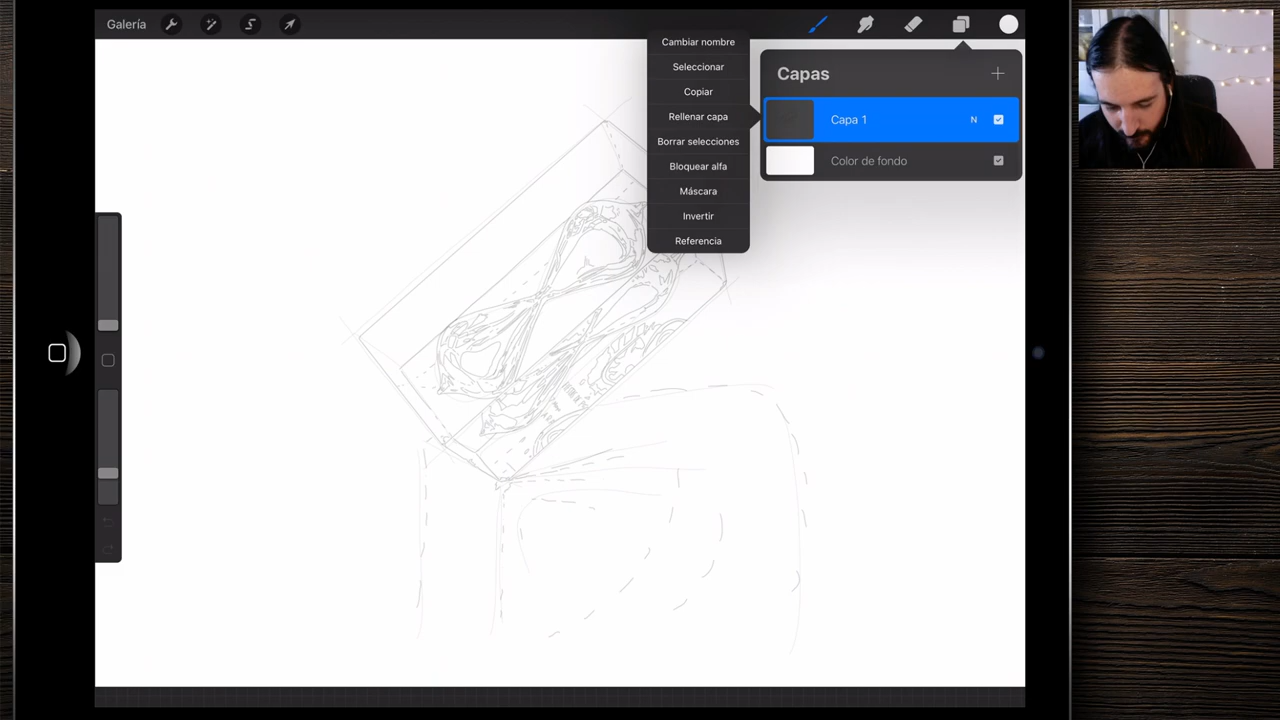 Galería
Cambiar nombre
Seleccionar
Copiar
Rellenar capa
Borrar selecciones
Bloquear alfa
Máscara
Invertir
Referencia
Capas
Capa 1
N
Color de fondo